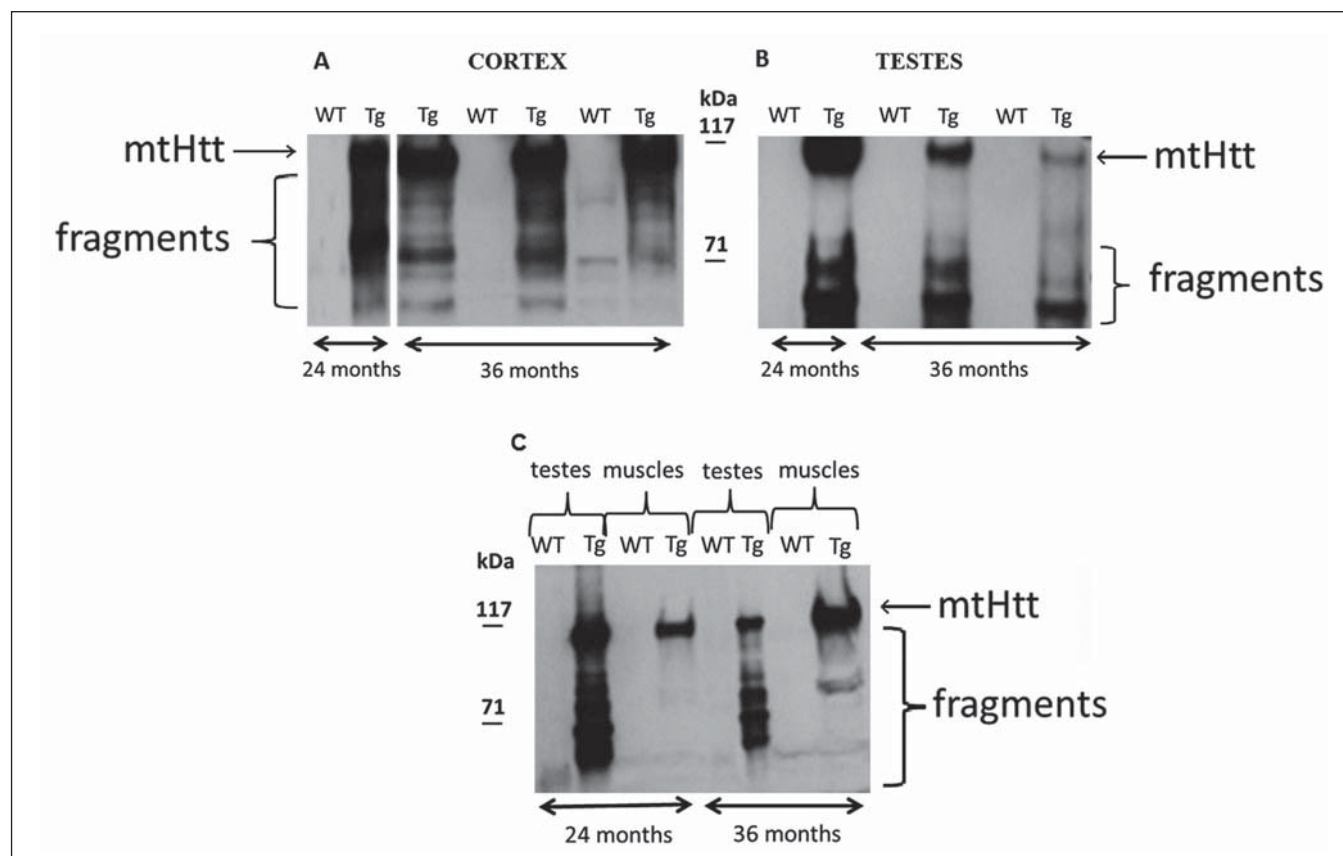 A CORTEX
WT Tg Tg WT Tg WT Tg
mtHtt
fragments
24 months 36 months
kDa
117
71
B TESTES
WT Tg WT Tg WT Tg
mtHtt
fragments
24 months 36 months
C
testes muscles testes muscles
WT Tg WT Tg WT Tg WT Tg
kDa
117
71
mtHtt
fragments
24 months 36 months